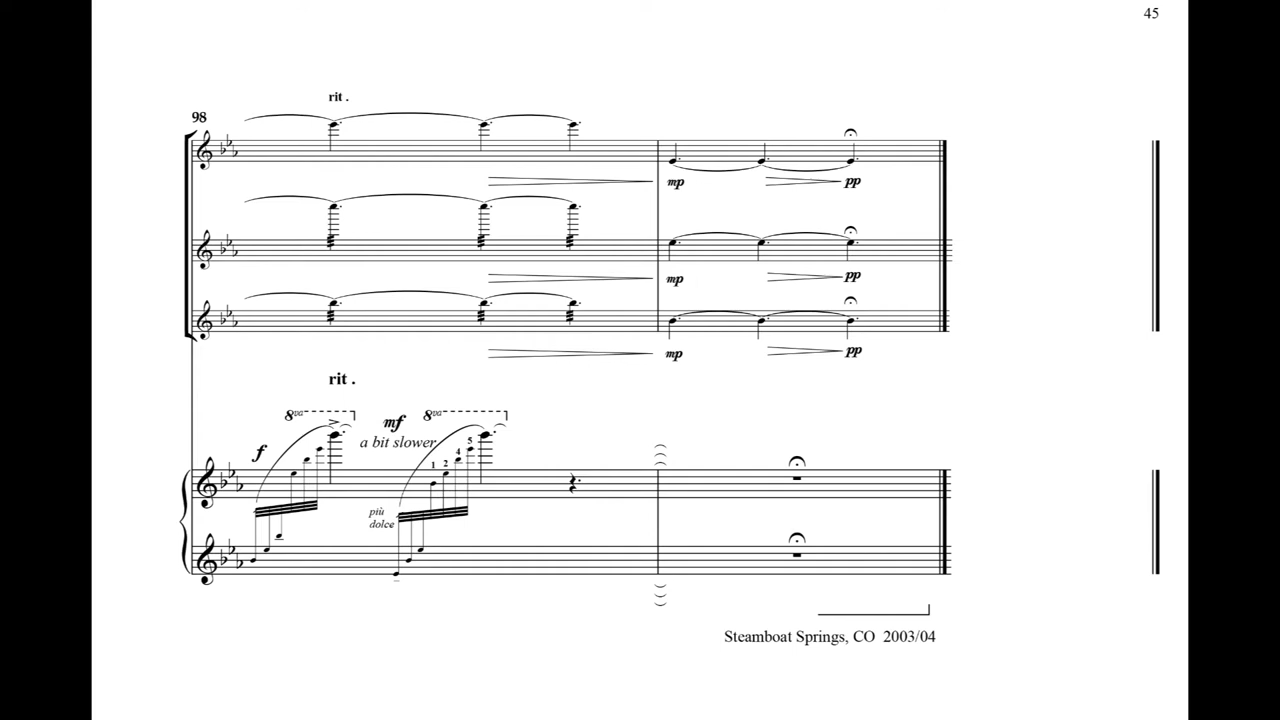 45
rit .
98
mp pp
mp pp
mp pp
rit .
8va mf 8va
f a bit slower 5
1 2 4
più
dolce
Steamboat Springs, CO 2003/04